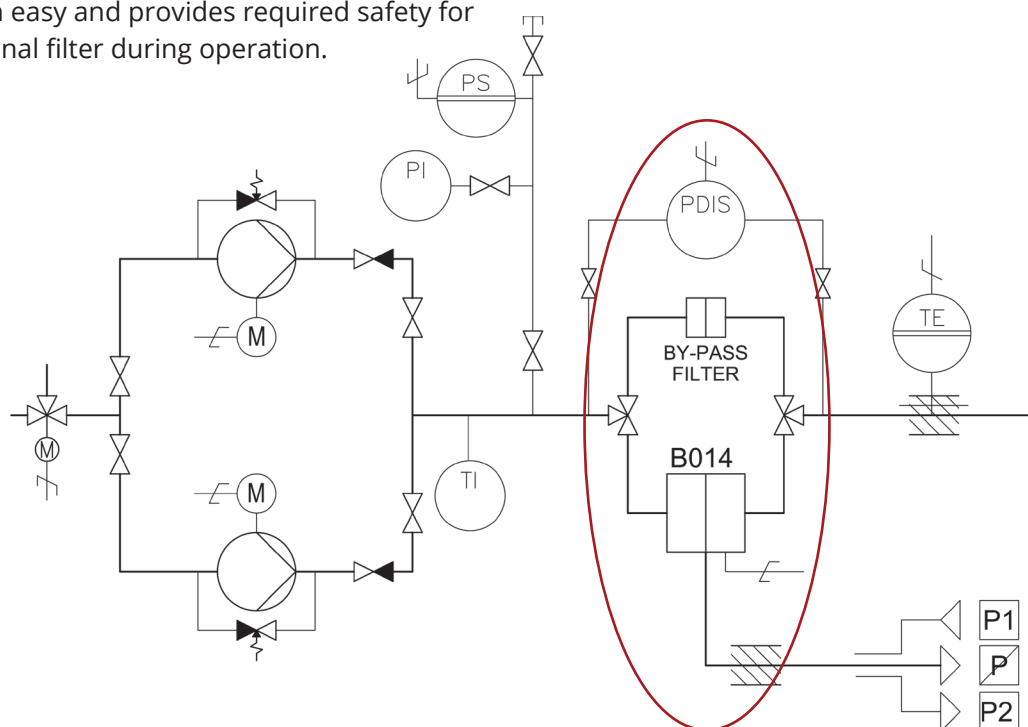 easy and provides required safety for
nal filter during operation.
PS
PI
PDIS
TE
M
BY-PASS
FILTER
M
B014
M
TI
P1
P
P2